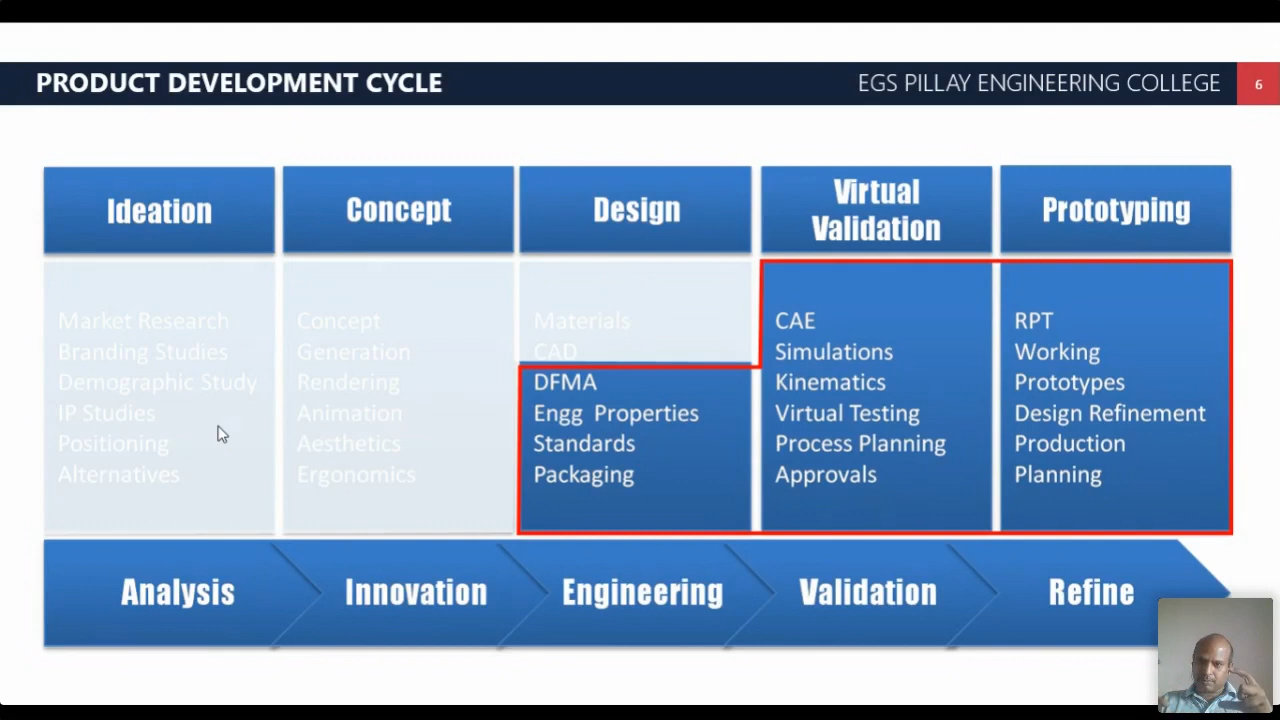 PRODUCT DEVELOPMENT CYCLE
EGS PILLAY ENGINEERING COLLEGE
6
Ideation
Concept
Design
Virtual
Validation
Prototyping
Market Research
Branding Studies
Demographic Study
IP Studies
Positioning
Alternatives
Concept
Generation
Rendering
Animation
Aesthetics
Ergonomics
Materials
CAD
DFMA
Engg Properties
Standards
Packaging
CAE
Simulations
Kinematics
Virtual Testing
Process Planning
Approvals
RPT
Working
Prototypes
Design Refinement
Production
Planning
Analysis
Innovation
Engineering
Validation
Refine